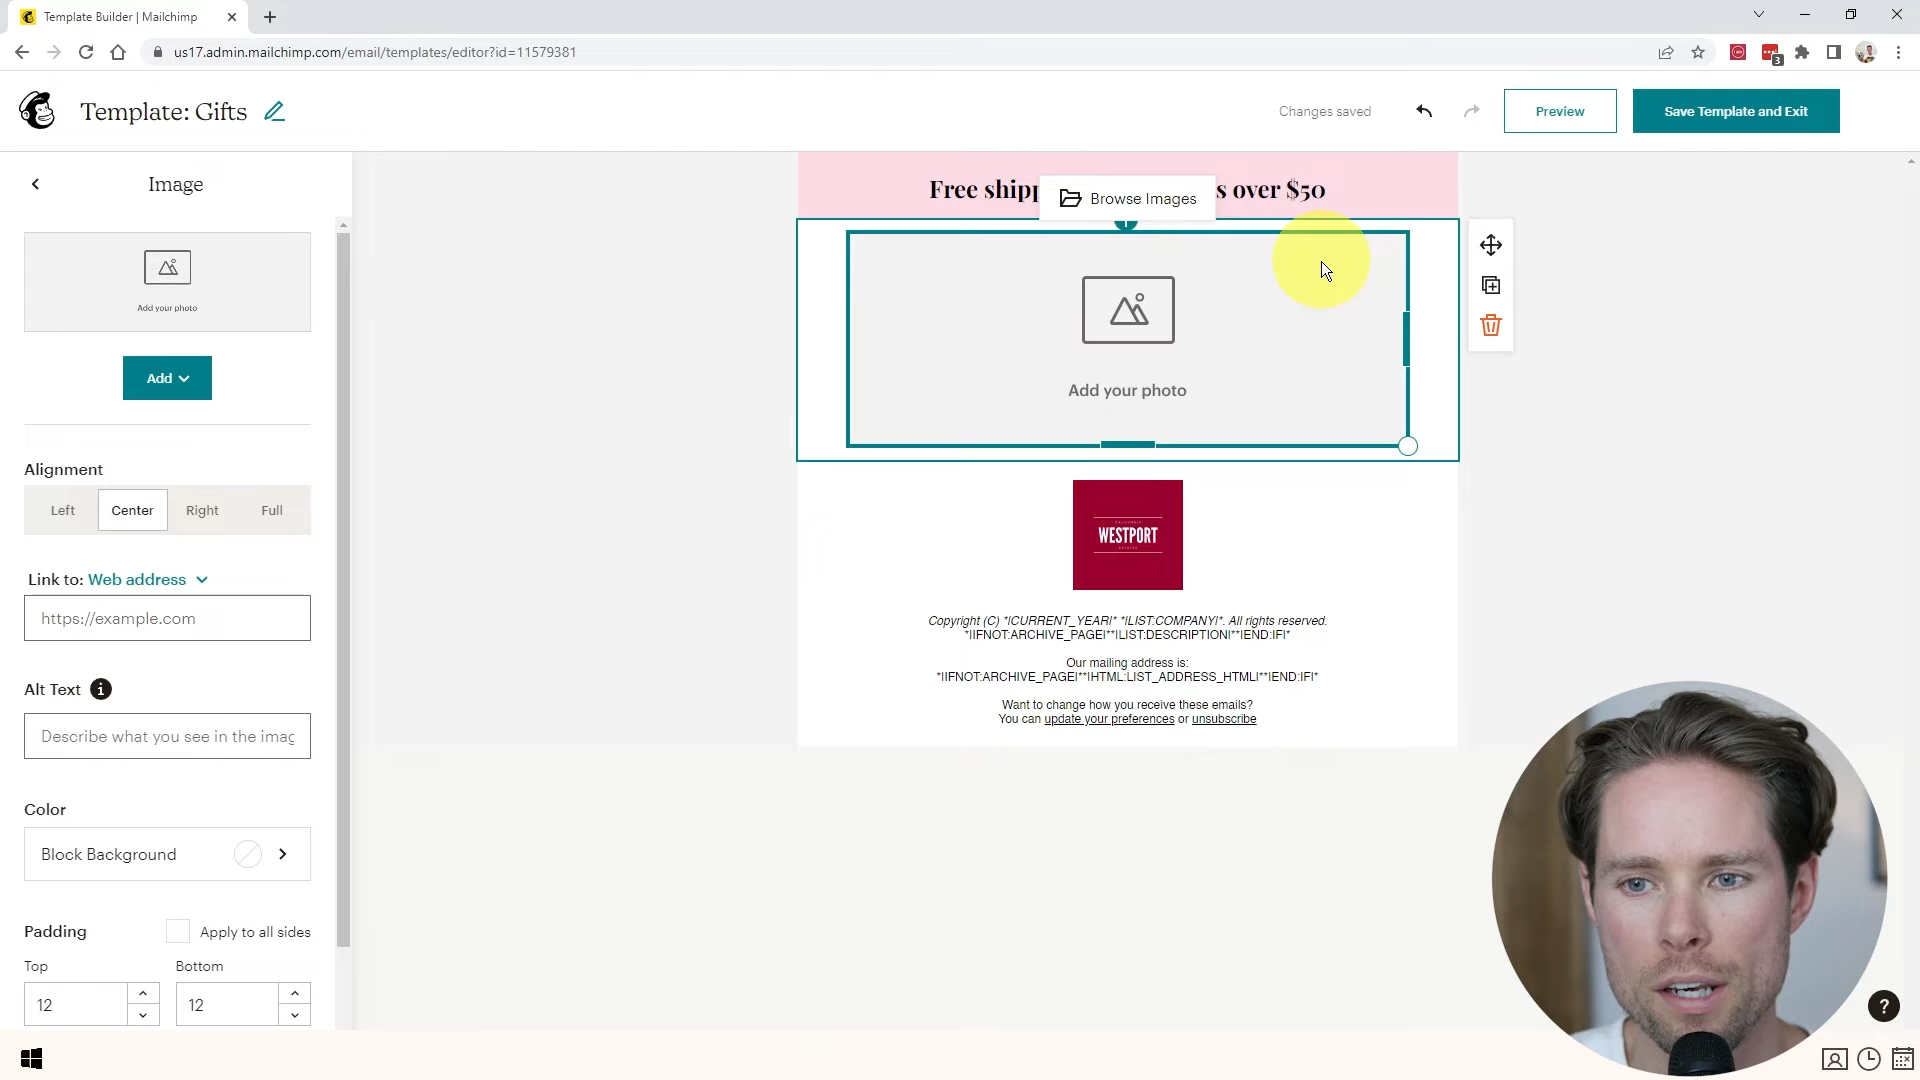 Template Builder | Mailchimp
us17.admin.mailchimp.com/email/templates/editor?id=11579381
3
Template: Gifts
Changes saved
Preview
Save Template and Exit
Image
Add your photo
Add
Alignment
Left
Center
Right
Full
Link to: Web address
https://example.com
Alt Text
Describe what you see in the imag
Color
Block Background
Padding
Apply to all sides
Top
Bottom
12
12
Free shipp
s over $50
Browse Images
Add your photo
WESTPORT
Copyright (C) *|CURRENT_YEAR|* *|LIST:COMPANY|*. All rights reserved.
*|IFNOT:ARCHIVE_PAGE|**|LIST:DESCRIPTION|**|END:IF|*
Our mailing address is:
*|IFNOT:ARCHIVE_PAGE|**|HTML:LIST_ADDRESS_HTML|**|END:IF|*
Want to change how you receive these emails?
You can update your preferences or unsubscribe
?